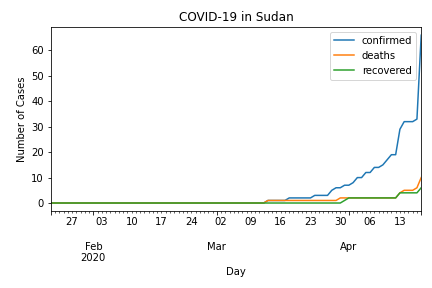 COVID-19 in Sudan
confirmed
deaths
recovered
Number of Cases
60
50
40
30
20
10
0
27 03 10 17 24 02 09 16 23 30 06 13
Feb Mar Apr
2020
Day